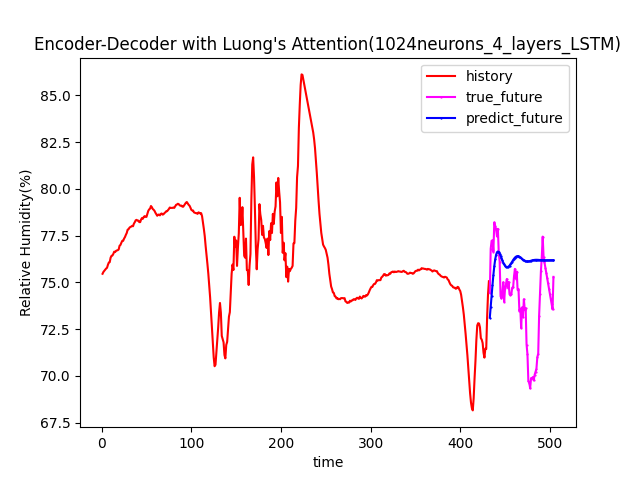 Encoder-Decoder with Luong's Attention(1024neurons_4_layers_LSTM)
history
true_future
predict_future
Relative Humidity(%)
85.0
82.5
80.0
77.5
75.0
72.5
70.0
67.5
0 100 200 300 400 500
time